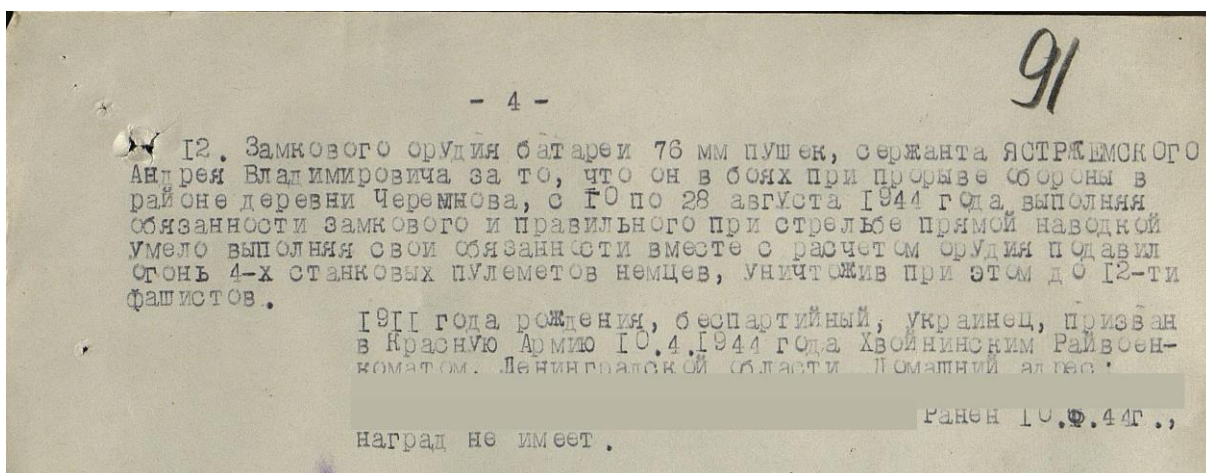 91
- 4 -
12. Замкового орудия батареи 76 мм пушек, сержанта ЯСТРЖЕМСКОГО
Андрея Владимировича за то, что он в боях при прорыве обороны в
районе деревни Черемнова, с 10 по 28 августа 1944 года выполняя
обязанности замкового и правильного при стрельбе прямой наводкой
умело выполняя свои обязанности вместе с расчетом орудия подавил
огонь 4-х станковых пулеметов немцев, уничтожив при этом до 12-ти
фашистов.
1911 года рождения, беспартийный, украинец, призван
в Красную Армию 10.4.1944 года Хвойнинским Райвоен-
коматом, Ленинградской области. Домашний адрес:
Ранен 10. .44г.,
наград не имеет.